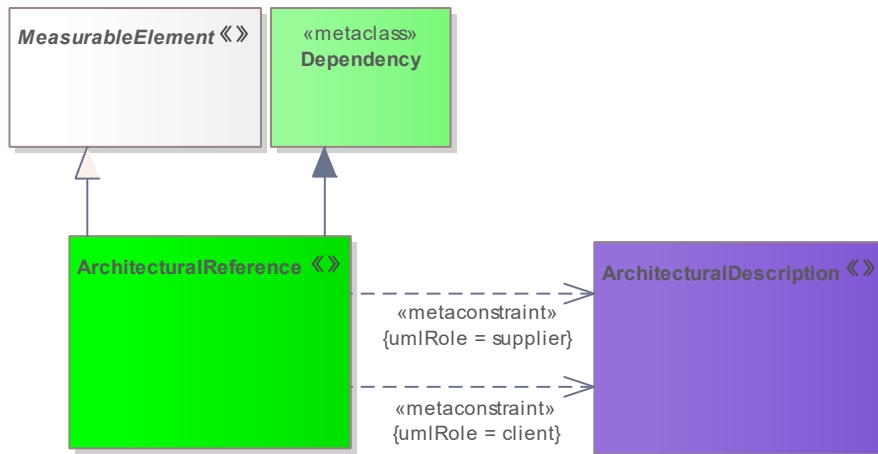 MeasurableElement «»
«metaclass»
Dependency
ArchitecturalReference «»
ArchitecturalDescription «»
«metaconstraint»
{umlRole = supplier}
«metaconstraint»
{umlRole = client}